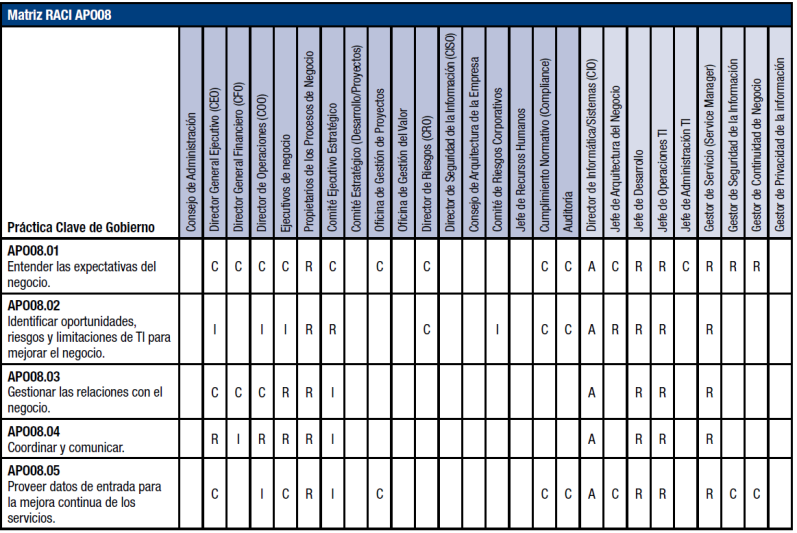 Matriz RACI APO08
Práctica Clave de Gobierno
Consejo de Administración
Director General Ejecutivo (CEO)
Director General Financiero (CFO)
Director de Operaciones (COO)
Ejecutivos de negocio
Propietarios de los Procesos de Negocio
Comité Ejecutivo Estratégico
Comité Estratégico (Desarrollo/Proyectos)
Oficina de Gestión de Proyectos
Oficina de Gestión del Valor
Director de Riesgos (CRO)
Director de Seguridad de la Información (CISO)
Consejo de Arquitectura de la Empresa
Comité de Riesgos Corporativos
Jefe de Recursos Humanos
Cumplimiento Normativo (Compliance)
Auditoría
Director de Informática/Sistemas (CIO)
Jefe de Arquitectura del Negocio
Jefe de Desarrollo
Jefe de Operaciones TI
Jefe de Administración TI
Gestor de Servicio (Service Manager)
Gestor de Seguridad de la Información
Gestor de Continuidad de Negocio
Gestor de Privacidad de la información
APO08.01
Entender las expectativas del
negocio.
C C C C R C C C C C A C R R C R R R
APO08.02
Identificar oportunidades,
riesgos y limitaciones de TI para
mejorar el negocio.
I I I R R C I C C A R R R R
APO08.03
Gestionar las relaciones con el
negocio.
C C C R R I A R R R
APO08.04
Coordinar y comunicar.
R I R R R I A R R R
APO08.05
Proveer datos de entrada para
la mejora continua de los
servicios.
C I C R I C C C A C R R R C C